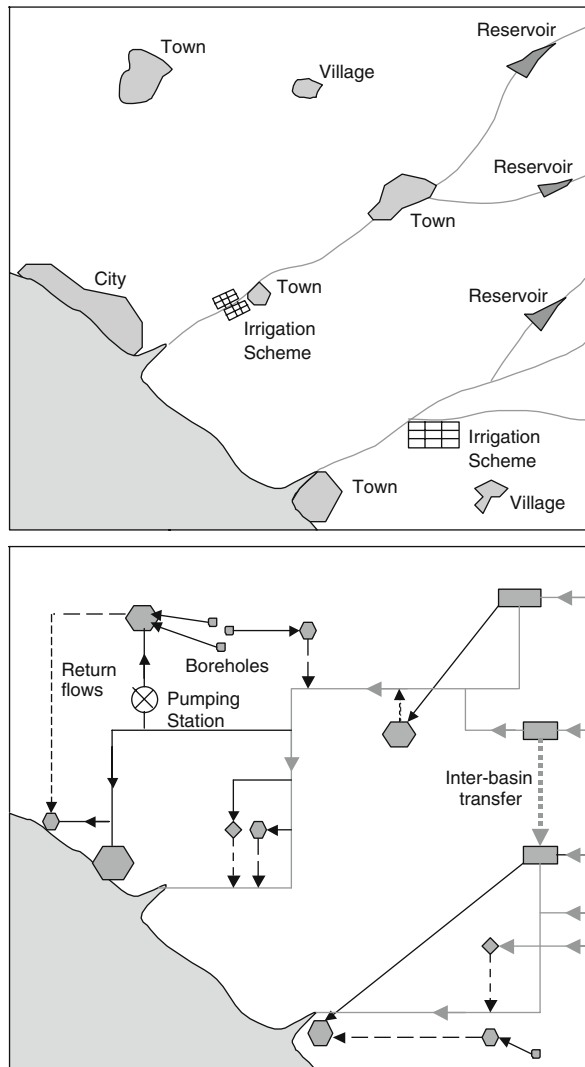 Reservoir
Town
Village
Reservoir
Town
City
Town
Reservoir
Irrigation
Scheme
Irrigation
Scheme
Town
Village
Boreholes
Return
flows
Pumping
Station
Inter-basin
transfer